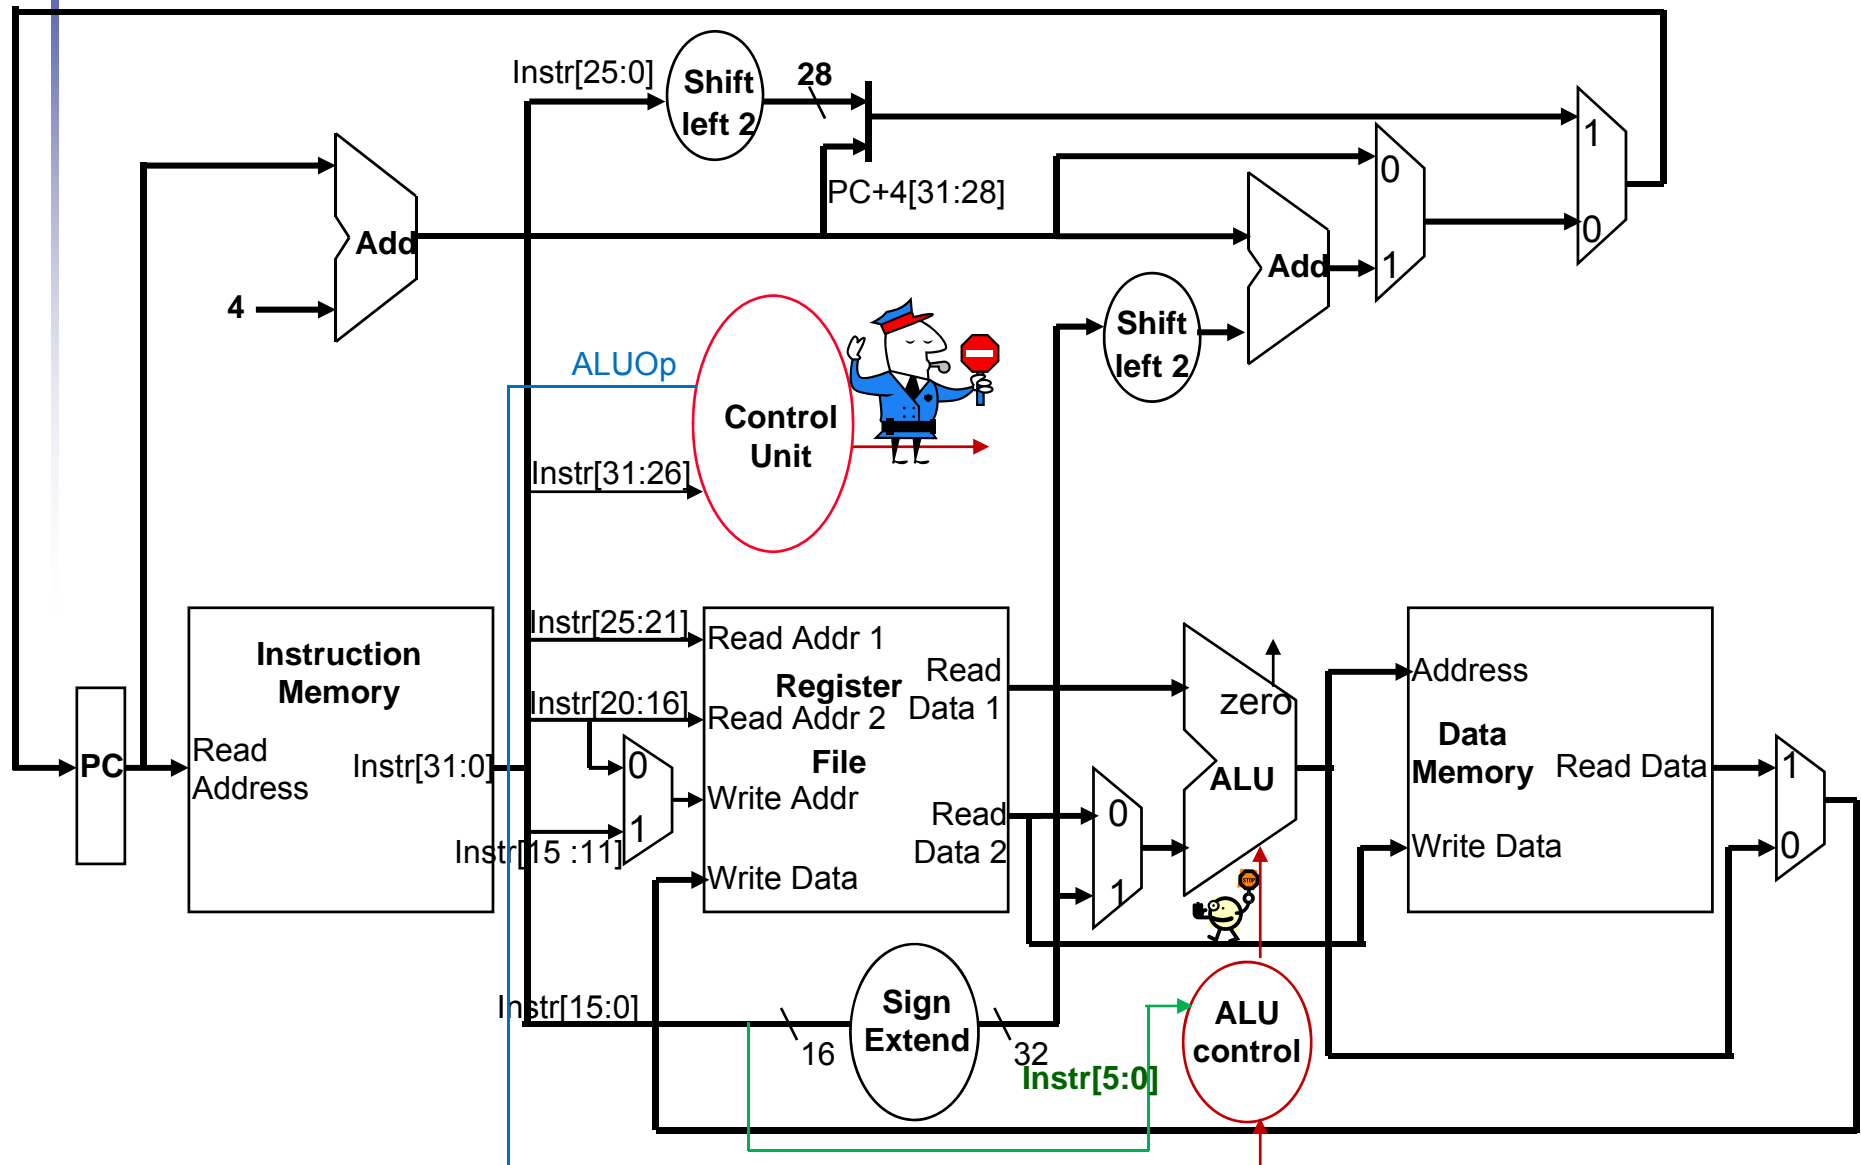 Instr[25:0]
Shift
left 2
28
PC+4[31:28]
1
0
0
1
Add
4
Add
Shift
left 2
ALUOp
Control
Unit
Instr[31:26]
Instruction
Memory
PC
Read
Address
Instr[31:0]
Instr[25:21]
Instr[20:16]
0
1
Instr[15 :11]
Read Addr 1
Register
Read Addr 2
File
Write Addr
Write Data
Read
Data 1
Read
Data 2
0
1
zero
ALU
STOP
Address
Data
Memory
Read Data
Write Data
1
0
Instr[15:0]
16
Sign
Extend
32
Instr[5:0]
ALU
control